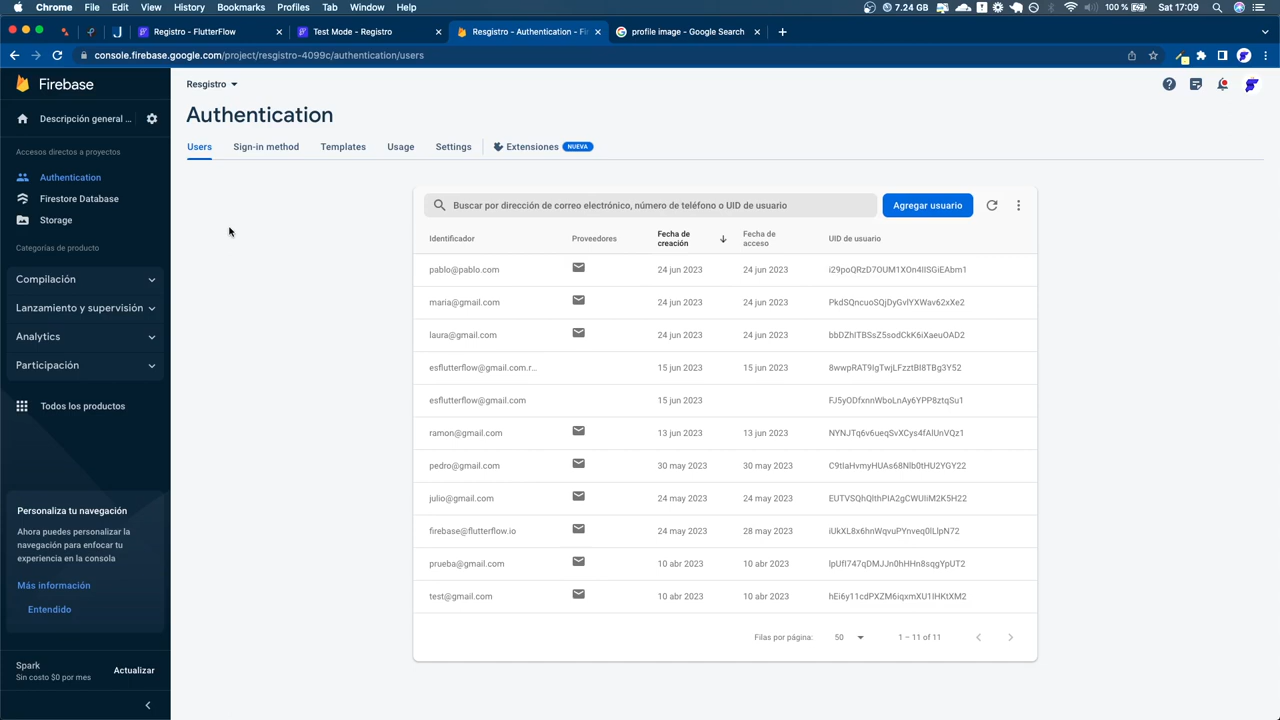 Chrome File Edit View History Bookmarks Profiles Tab Window Help 7.24 GB 100 % Sat 17:09
Registro - FlutterFlow
Test Mode - Registro
Resgistro - Authentication - Fi
profile image - Google Search
console.firebase.google.com/project/resgistro-4099c/authentication/users
Firebase
Descripción general ...
Accesos directos a proyectos
Authentication
Firestore Database
Storage
Categorías de producto
Compilación
Lanzamiento y supervisión
Analytics
Participación
Todos los productos
Personaliza tu navegación
Ahora puedes personalizar la
navegación para enfocar tu
experiencia en la consola
Más información
Entendido
Spark
Sin costo $0 por mes
Actualizar
Resgistro
Authentication
Users Sign-in method Templates Usage Settings Extensiones NUEVA
Buscar por dirección de correo electrónico, número de teléfono o UID de usuario
Agregar usuario
Identificador Proveedores Fecha de creación Fecha de acceso UID de usuario
pablo@pablo.com 24 jun 2023 24 jun 2023 i29poQRzD7OUM1XOn4IISGiEAbm1
maria@gmail.com 24 jun 2023 24 jun 2023 PkdSQncuoSQjDyGvlYXWav62xXe2
laura@gmail.com 24 jun 2023 24 jun 2023 bbDZhITBSsZ5sodCkK6iXaeuOAD2
esflutterflow@gmail.com.r... 15 jun 2023 15 jun 2023 8wwpRAT9IgTwjLFzztBI8TBg3Y52
esflutterflow@gmail.com 15 jun 2023 FJ5yODfxnnWboLnAy6YPP8ztqSu1
ramon@gmail.com 13 jun 2023 13 jun 2023 NYNJTq6v6ueqSvXCys4fAlUnVQz1
pedro@gmail.com 30 may 2023 30 may 2023 C9tIaHvmyHUAs68Nlb0tHU2YGY22
julio@gmail.com 24 may 2023 24 may 2023 EUTVSQhQlthPIA2gCWUIiM2K5H22
firebase@flutterflow.io 24 may 2023 28 may 2023 iUkXL8x6hnWqvuPYnveq0ILlpN72
prueba@gmail.com 10 abr 2023 10 abr 2023 lpUfI747qDMJJn0hHHn8sqgYpUT2
test@gmail.com 10 abr 2023 10 abr 2023 hEi6y11cdPXZM6iqxmXU1IHKtXM2
Filas por página: 50 1 – 11 of 11